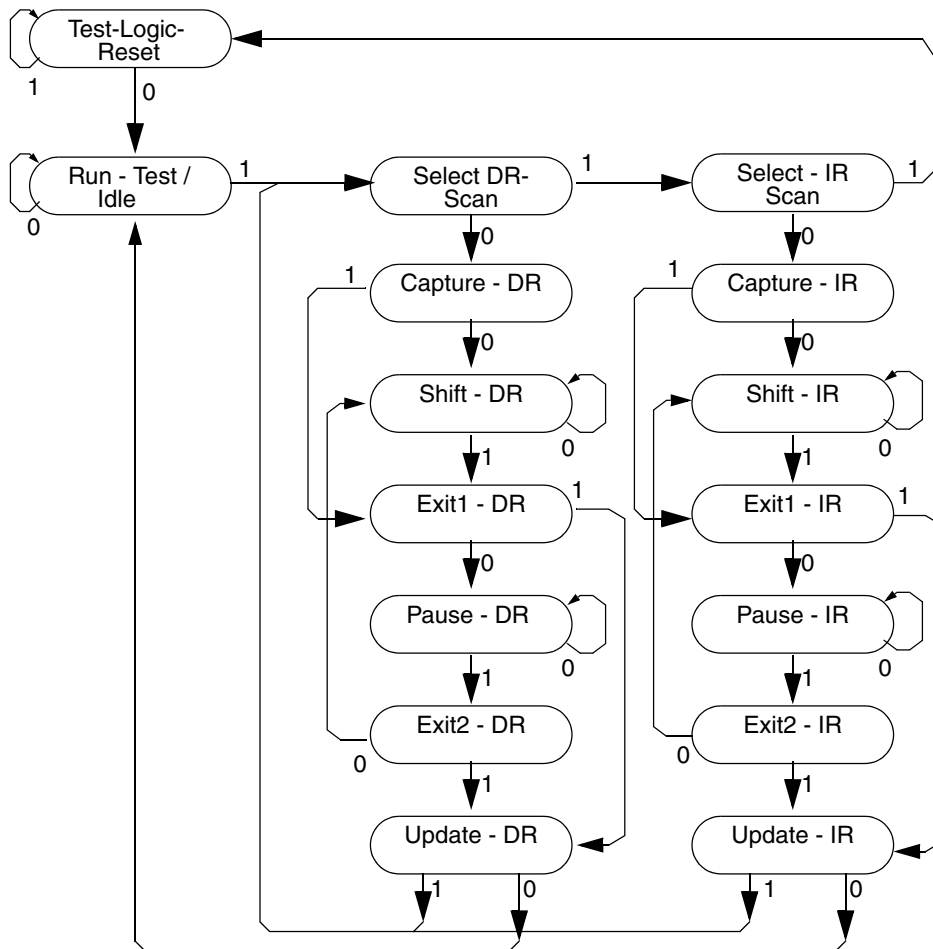 Test-Logic-
Reset
1
0
Run - Test /
Idle
0
1
Select DR-
Scan
1
Select - IR
Scan
1
0
0
1
Capture - DR
1
Capture - IR
0
0
Shift - DR
0
Shift - IR
0
1
1
Exit1 - DR
1
Exit1 - IR
1
0
0
Pause - DR
0
Pause - IR
0
1
1
Exit2 - DR
0
Exit2 - IR
0
1
1
Update - DR
Update - IR
1
0
1
0